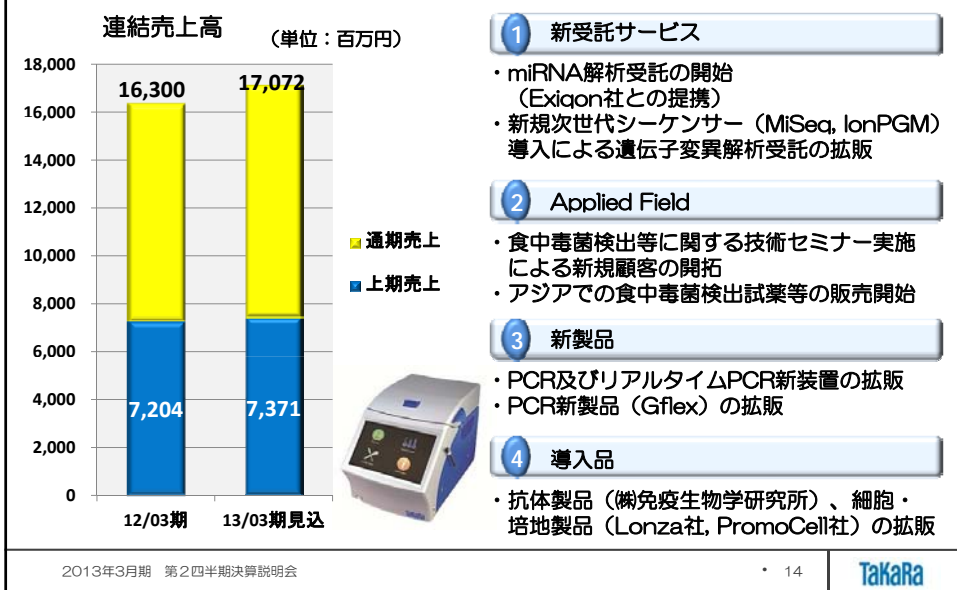 連結売上高
（単位：百万円）
18,000
16,000
14,000
12,000
10,000
8,000
6,000
4,000
2,000
0
16,300
17,072
7,204
7,371
12/03期
13/03期見込
通期売上
上期売上
1 新受託サービス
・miRNA解析受託の開始
（Exiqon社との提携）
・新規次世代シーケンサー（MiSeq, IonPGM）
導入による遺伝子変異解析受託の拡販
2 Applied Field
・食中毒菌検出等に関する技術セミナー実施
による新規顧客の開拓
・アジアでの食中毒菌検出試薬等の販売開始
3 新製品
・PCR及びリアルタイムPCR新装置の拡販
・PCR新製品（Gflex）の拡販
4 導入品
・抗体製品（㈱免疫生物学研究所）、細胞・
培地製品（Lonza社, PromoCell社）の拡販
2013年3月期　第２四半期決算説明会
・ 14
TaKaRa